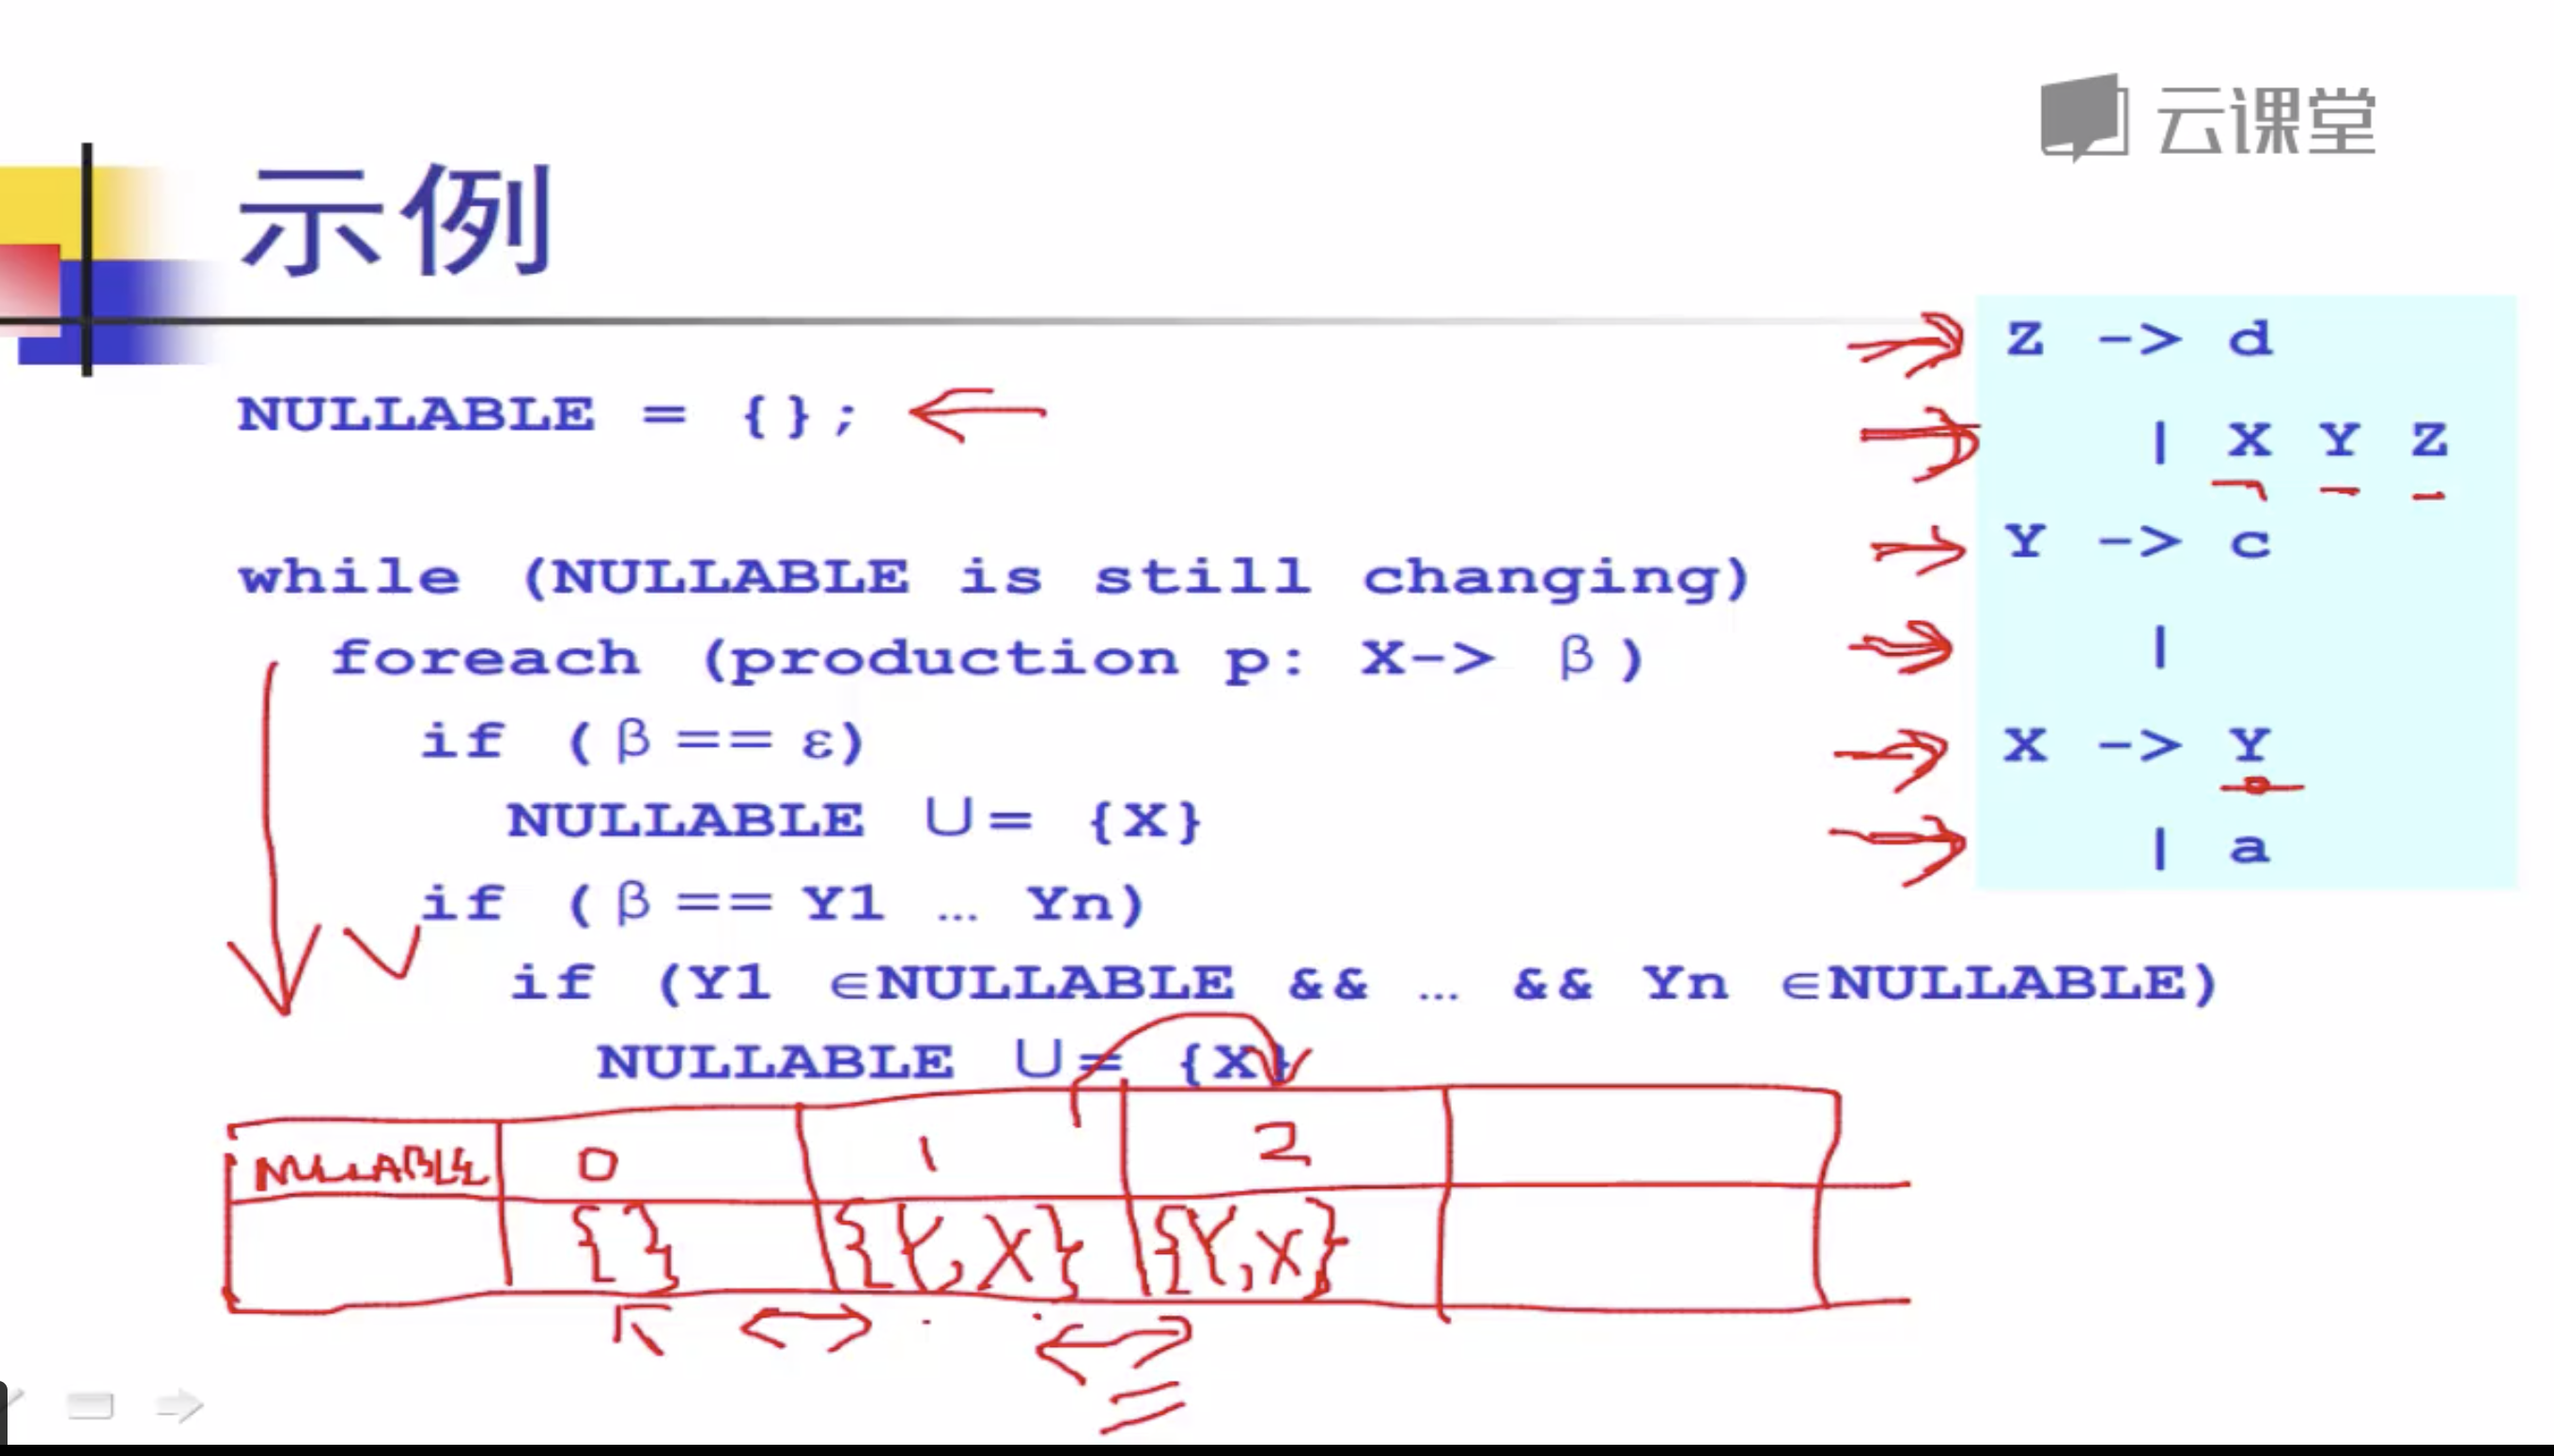 云课堂
示例
NULLABLE = {};
while (NULLABLE is still changing)
foreach (production p: X-> β)
if (β== ε)
NULLABLE ∪= {X}
if (β== Y1 … Yn)
if (Y1 ∈NULLABLE && … && Yn ∈NULLABLE)
NULLABLE ∪= {X}
Z -> d
| X Y Z
Y -> c
|
X -> Y
| a
NULLABLE 0 1 2
{} {Y,X} {Y,X}